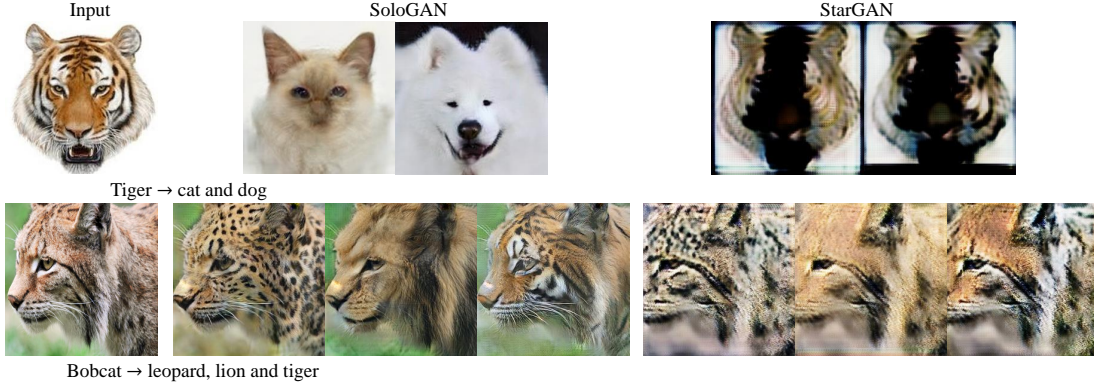 Input
SoloGAN
StarGAN
Tiger → cat and dog
Bobcat → leopard, lion and tiger